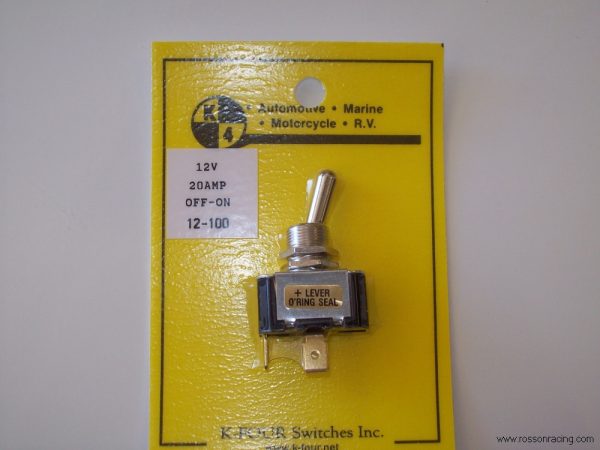 K
4
• Automotive • Marine
• Motorcycle • R.V.
12V
20AMP
OFF-ON
12-100
+ LEVER
O'RING SEAL
K-FOUR Switches Inc.
www.k-four.net
www.rossonracing.com